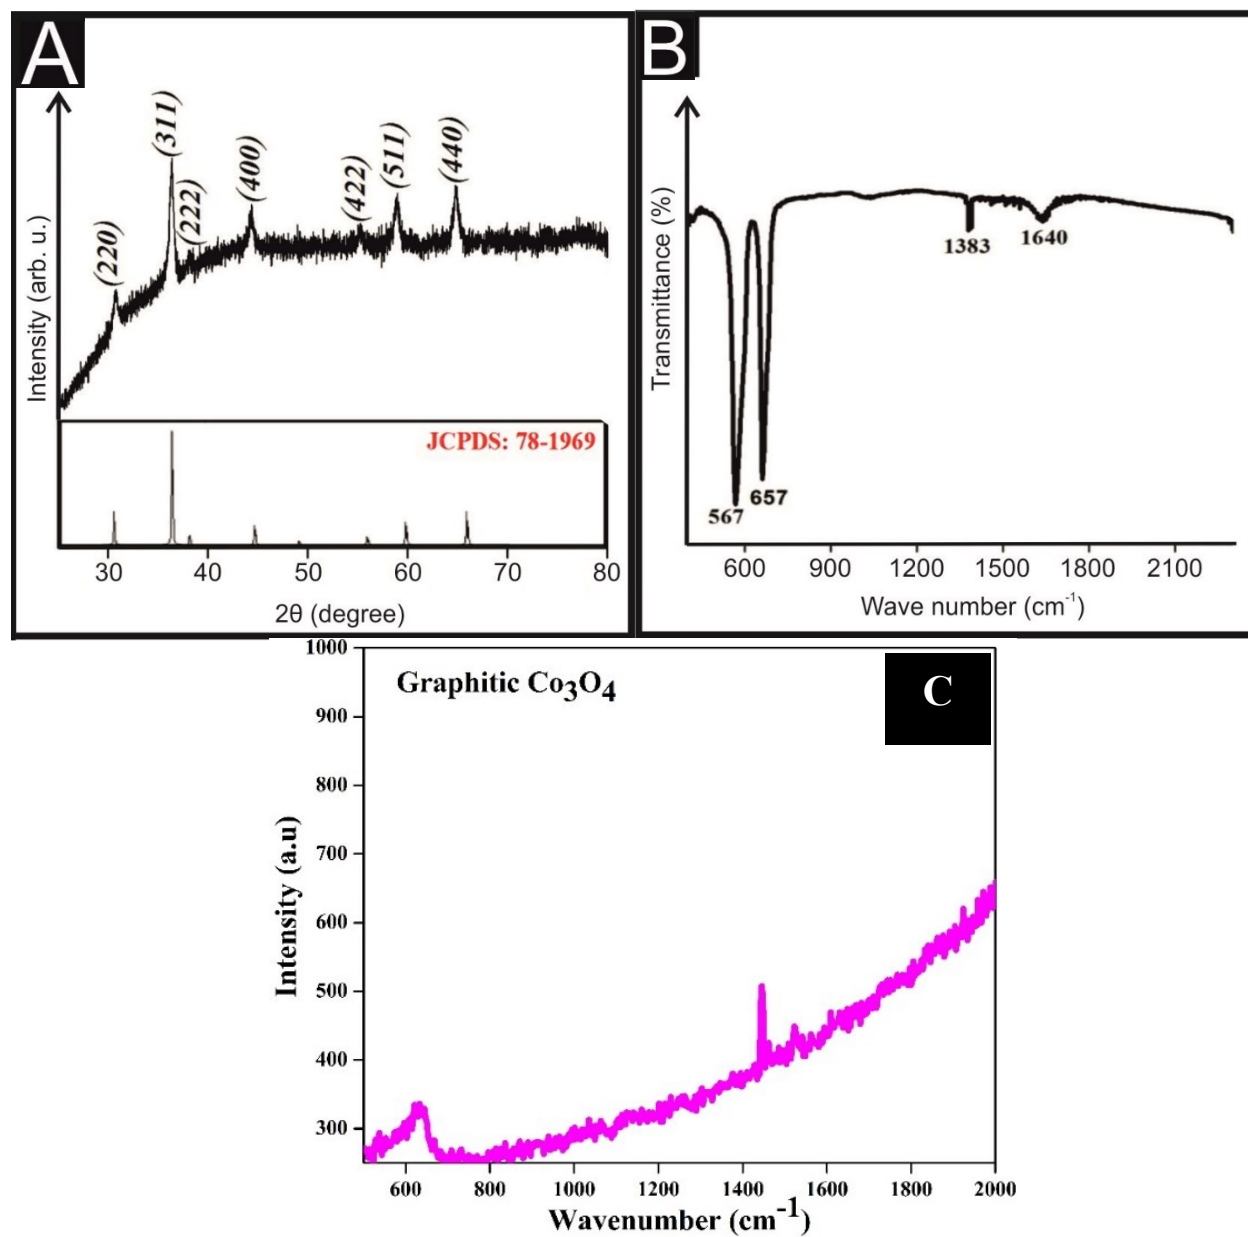 A
Intensity (arb. u.)
(220)
(311)
(222)
(400)
(422)
(511)
(440)
JCPDS: 78-1969
30 40 50 60 70 80
2θ (degree)
B
Transmittance (%)
567
657
1383
1640
600 900 1200 1500 1800 2100
Wave number (cm-1)
C
Graphitic Co3O4
Intensity (a.u)
1000
900
800
700
600
500
400
300
600 800 1000 1200 1400 1600 1800 2000
Wavenumber (cm-1)